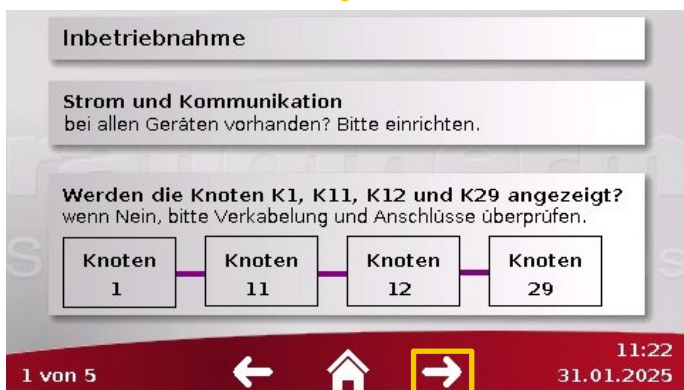 Inbetriebnahme
Strom und Kommunikation
bei allen Geräten vorhanden? Bitte einrichten.
Werden die Knoten K1, K11, K12 und K29 angezeigt?
wenn Nein, bitte Verkabelung und Anschlüsse überprüfen.
Knoten Knoten Knoten Knoten
1 11 12 29
11:22
1 von 5 31.01.2025